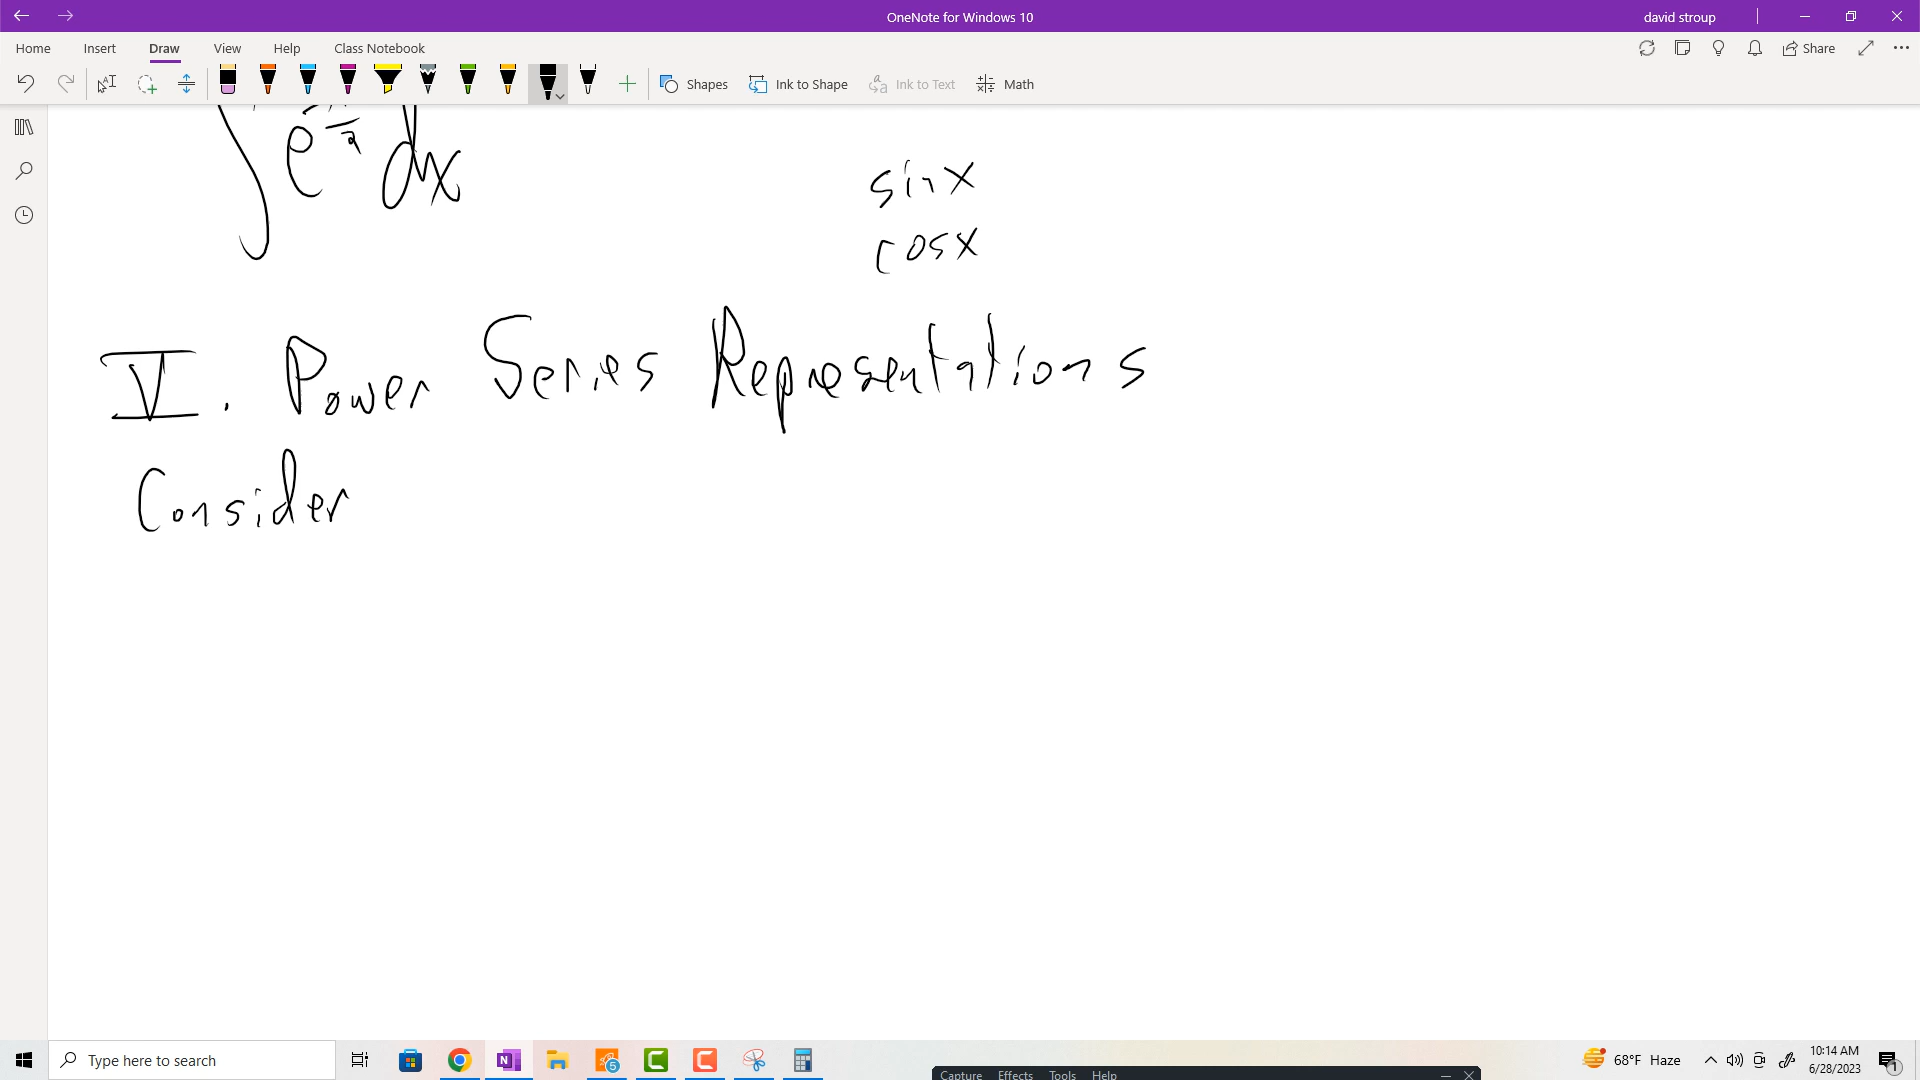 OneNote for Windows 10
david stroup
Home Insert Draw View Help Class Notebook
Share
Shapes Ink to Shape Ink to Text Math
∫ e dx
sinx
cosx
V. Power Series Representations
Consider
Type here to search
5
68°F Haze
10:14 AM
6/28/2023
1
Capture Effects Tools Help